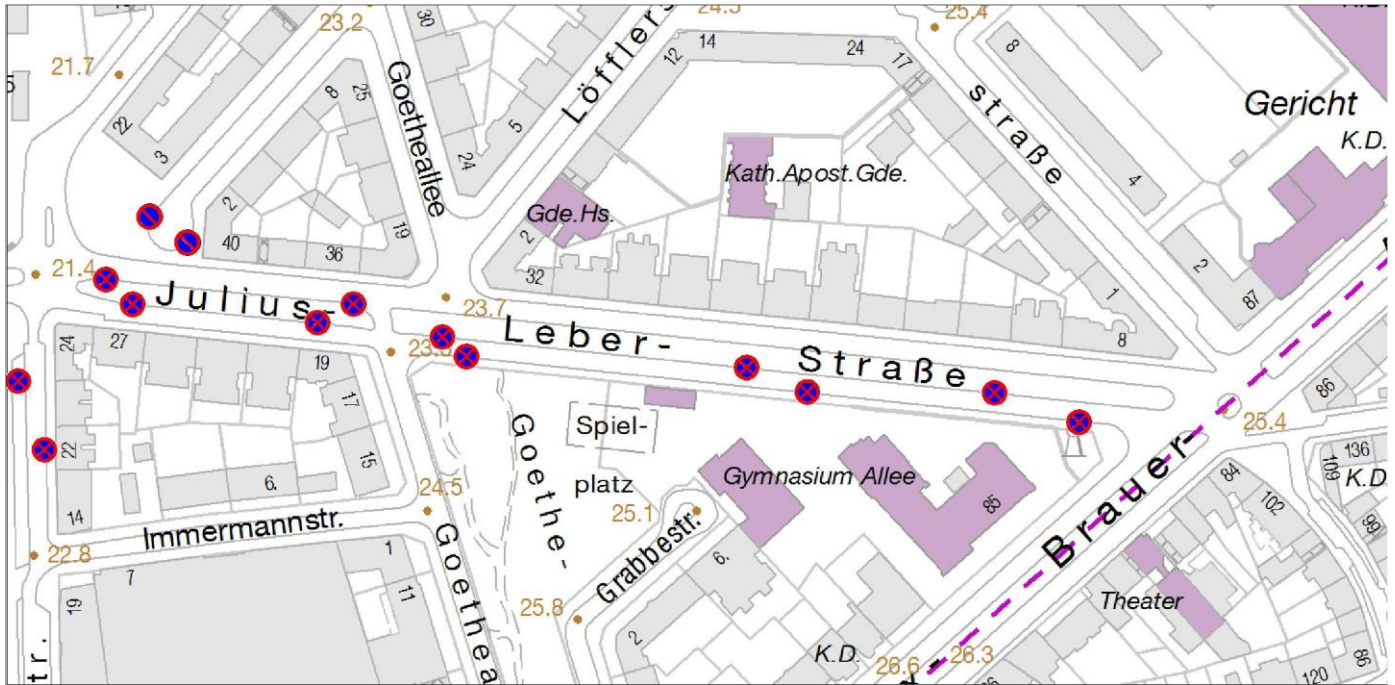 23.2
24.5
25.4
K.D.
21.7
30
12
14
24
17
8
Goetheallee
Löfflers
straße
Gericht
K.D.
22
3
8
25
5
24
Kath.Apost.Gde.
4
Gde.Hs.
2
40
36
19
2
32
1
8
2
87
21.4
23.7
Julius-
Leber-
Straße
24
27
19
23.6
17
15
22
14
6.
86
25.4
Goethe-
Spiel-
platz
Gymnasium Allee
85
Brauer-
84
102
109
136
K.D.
99
24.5
25.1
Immermannstr.
22.8
7
1
11
19
Goethea
Grabbestr.
6.
25.8
2
K.D.
Theater
26.6
26.3
120
86
tr.